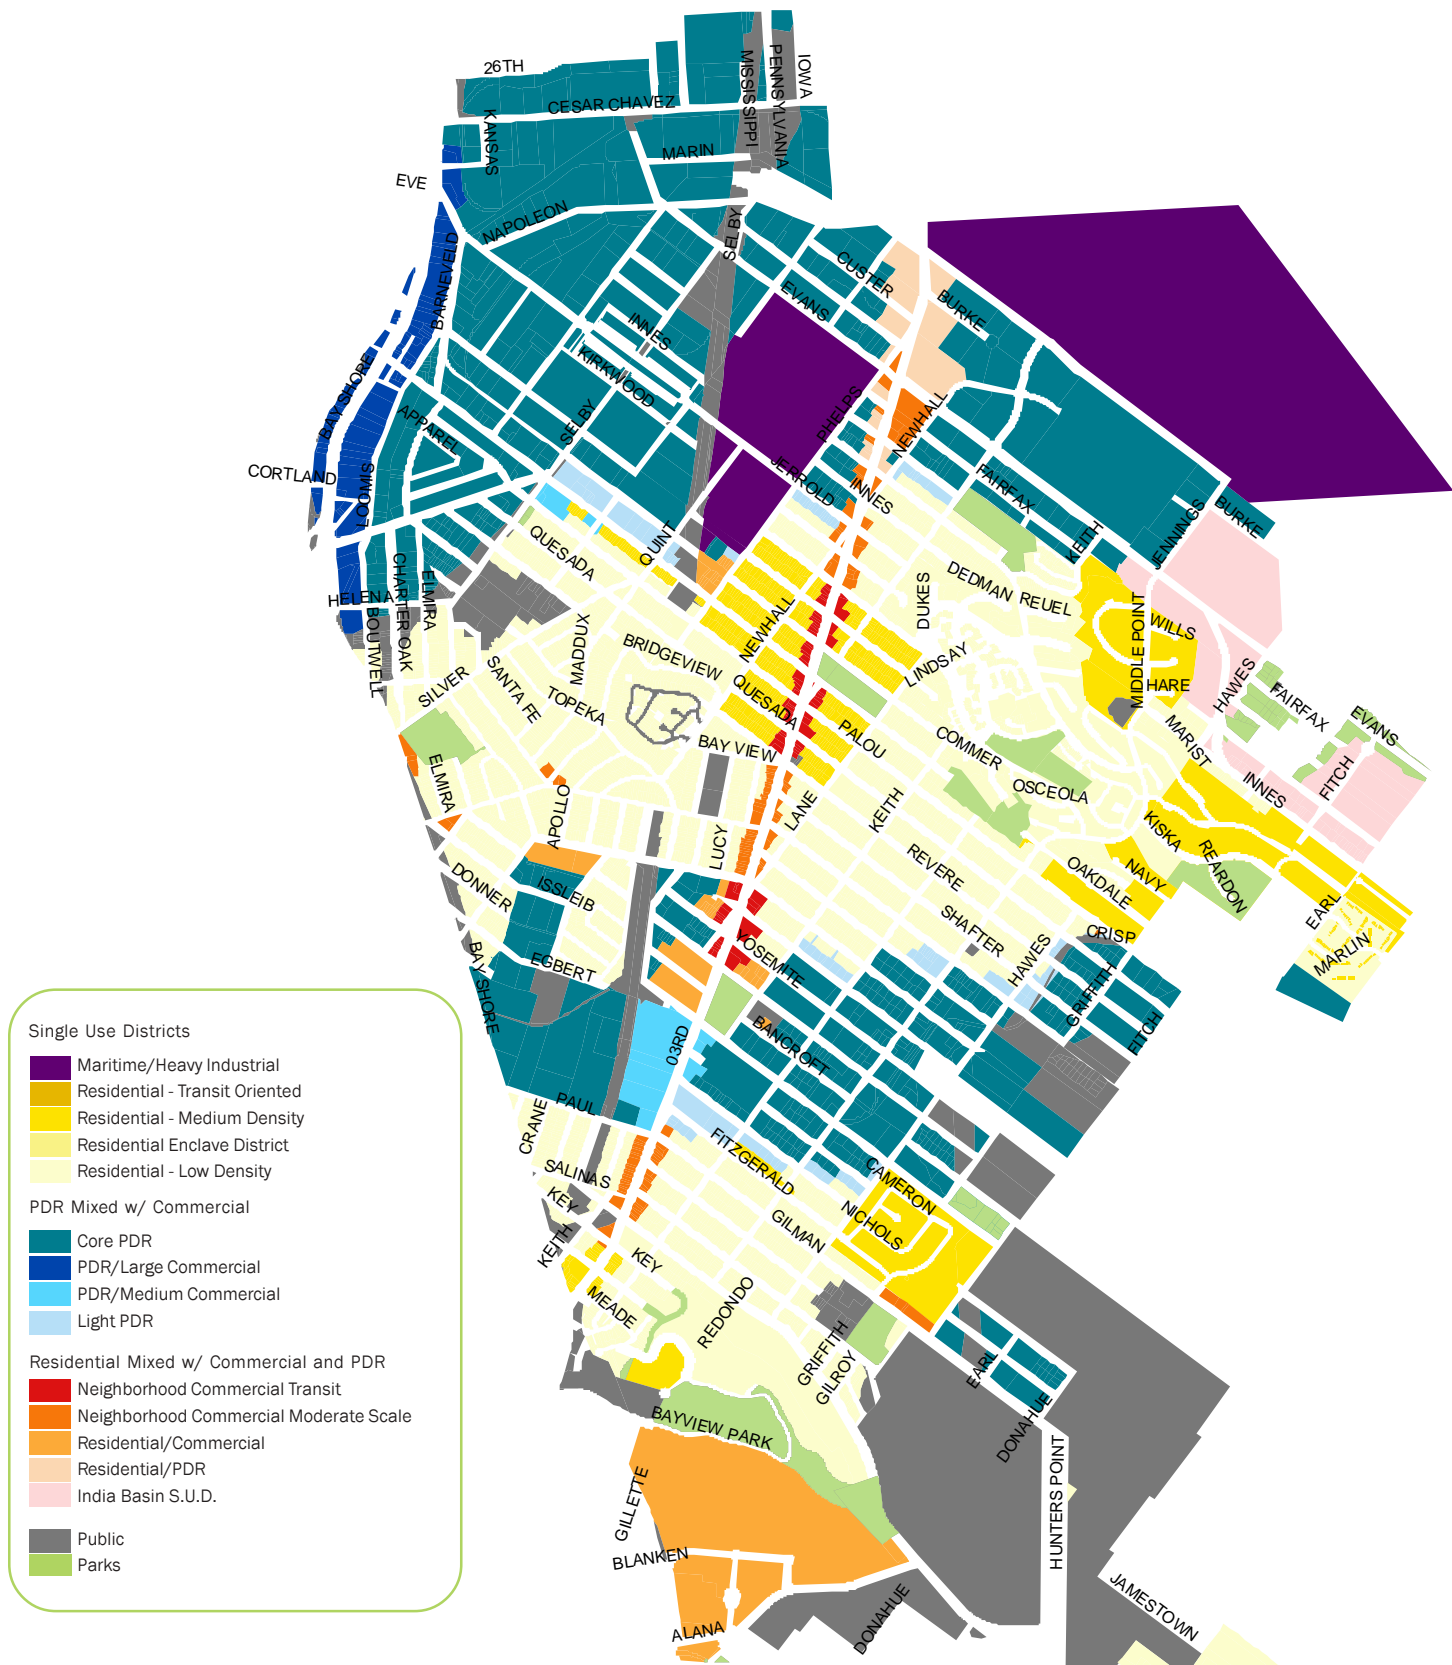 26TH
CESAR CHAVEZ
KANSAS
MISSISSIPPI
PENNSYLVANIA
IOWA
MARIN
EVE
NAPOLEON
SELBY
BARNEVELD
CUSTER
EVANS
BURKE
INNES
KIRKWOOD
BAY SHORE
APPAREL
SELBY
PHELPS
NEWHALL
CORTLAND
LOOMIS
JERROLD
INNES
FAIRFAX
JENNINGS
BURKE
QUINT
QUESADA
KEITH
HELENA
CHARTER OAK
ELMIRA
BOUTWELL
DEDMAN REUEL
DUKES
MIDDLE POINT
WILLS
HARE
NEWHALL
MADDUX
BRIDGEVIEW
LINDSAY
SILVER
SANTA FE
TOPEKA
QUESADA
PALOU
BAY VIEW
HAWES
FAIRFAX
EVANS
MARIST
COMMER
OSCEOLA
INNES
FITCH
ELMIRA
APOLLO
LUCY
LANE
KEITH
KISKA
REARDON
REVERE
OAKDALE
NAVY
DONNER
ISSLEIB
SHAFTER
CRISP
EARL
MARLIN
YOSEMITE
HAWES
GRIFFITH
FITCH
EGBERT
BAY SHORE
03RD
BANCROFT
PAUL
CRANE
SALINAS
KEY
KEITH
FITZGERALD
CAMERON
NICHOLS
GILMAN
KEY
MEADE
REDONDO
GRIFFITH
GILROY
EARL
DONAHUE
BAYVIEW PARK
GILLETTE
BLANKEN
ALANA
DONAHUE
HUNTERS POINT
JAMESTOWN
Single Use Districts
Maritime/Heavy Industrial
Residential - Transit Oriented
Residential - Medium Density
Residential Enclave District
Residential - Low Density
PDR Mixed w/ Commercial
Core PDR
PDR/Large Commercial
PDR/Medium Commercial
Light PDR
Residential Mixed w/ Commercial and PDR
Neighborhood Commercial Transit
Neighborhood Commercial Moderate Scale
Residential/Commercial
Residential/PDR
India Basin S.U.D.
Public
Parks